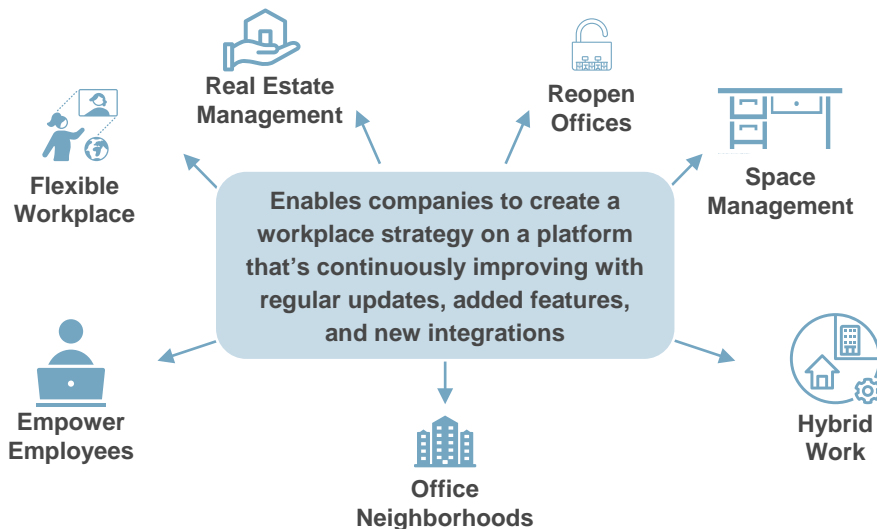 Real Estate
Management
Reopen
Offices
Flexible
Workplace
Space
Management
Enables companies to create a
workplace strategy on a platform
that’s continuously improving with
regular updates, added features,
and new integrations
Empower
Employees
Hybrid
Work
Office
Neighborhoods